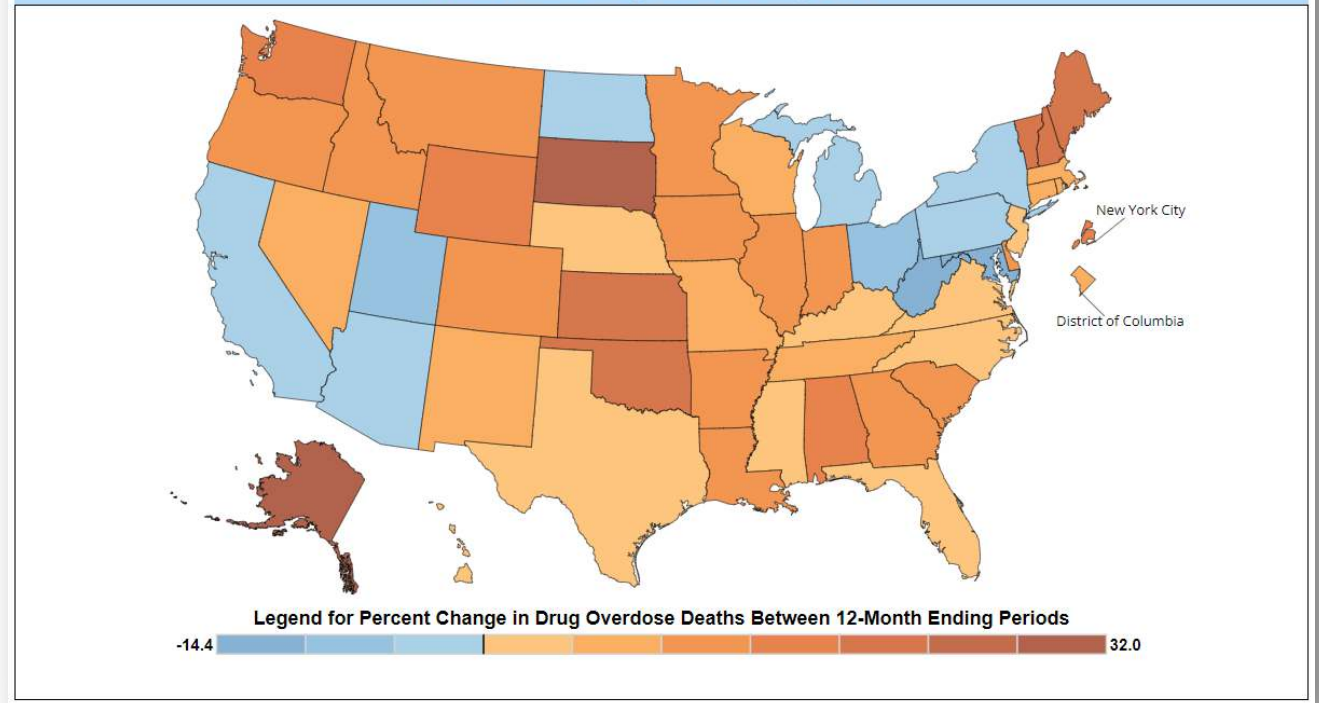 New York City
District of Columbia
Legend for Percent Change in Drug Overdose Deaths Between 12-Month Ending Periods
-14.4 32.0